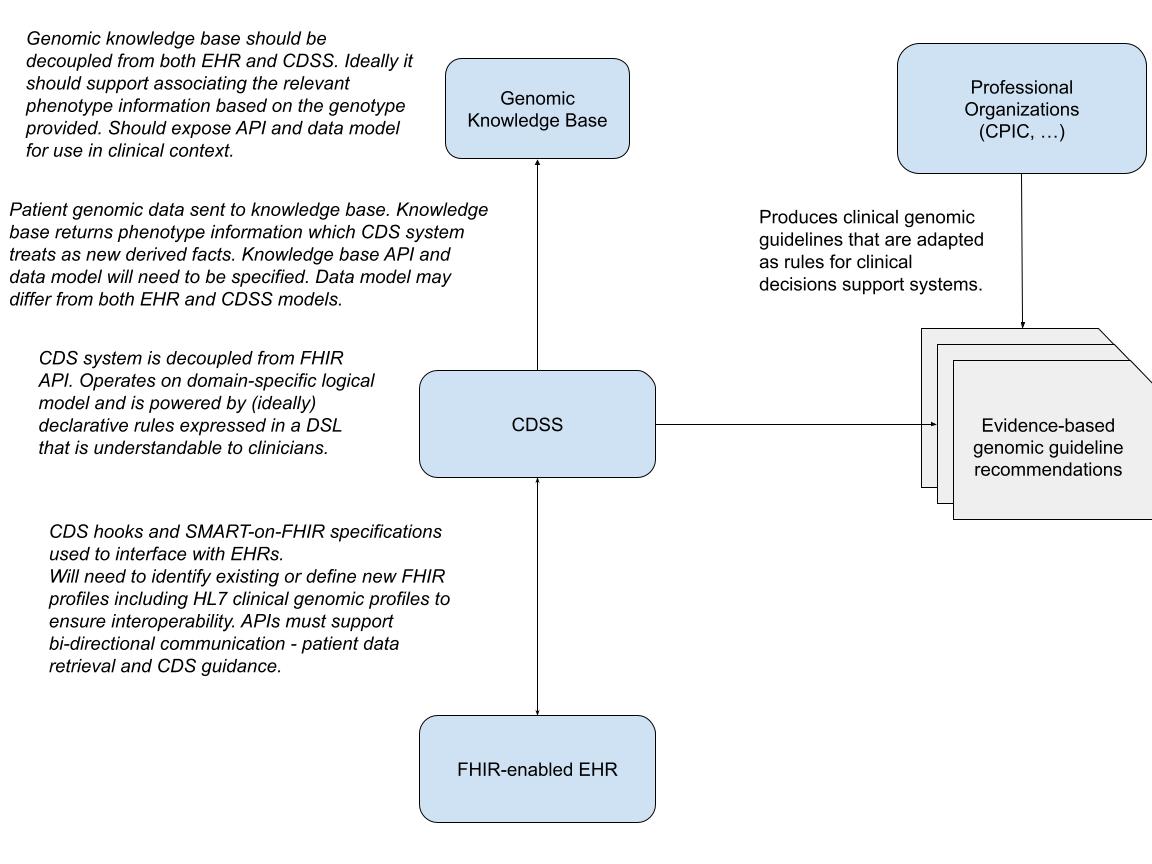 Genomic knowledge base should be
decoupled from both EHR and CDSS. Ideally it
should support associating the relevant
phenotype information based on the genotype
provided. Should expose API and data model
for use in clinical context.
Genomic
Knowledge Base
Professional
Organizations
(CPIC, …)
Patient genomic data sent to knowledge base. Knowledge
base returns phenotype information which CDS system
treats as new derived facts. Knowledge base API and
data model will need to be specified. Data model may
differ from both EHR and CDSS models.
Produces clinical genomic
guidelines that are adapted
as rules for clinical
decisions support systems.
CDS system is decoupled from FHIR
API. Operates on domain-specific logical
model and is powered by (ideally)
declarative rules expressed in a DSL
that is understandable to clinicians.
CDSS
Evidence-based
genomic guideline
recommendations
CDS hooks and SMART-on-FHIR specifications
used to interface with EHRs.
Will need to identify existing or define new FHIR
profiles including HL7 clinical genomic profiles to
ensure interoperability. APIs must support
bi-directional communication - patient data
retrieval and CDS guidance.
FHIR-enabled EHR